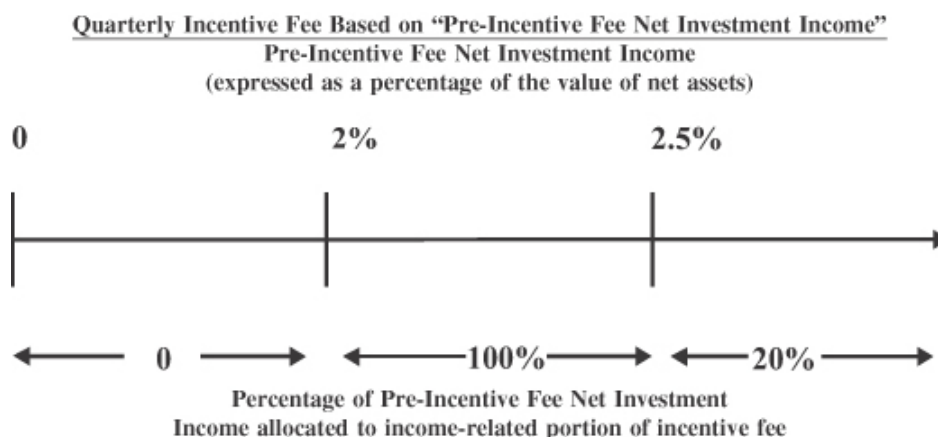 Quarterly Incentive Fee Based on “Pre-Incentive Fee Net Investment Income”
Pre-Incentive Fee Net Investment Income
(expressed as a percentage of the value of net assets)
0 2% 2.5%
0 100% 20%
Percentage of Pre-Incentive Fee Net Investment
Income allocated to income-related portion of incentive fee